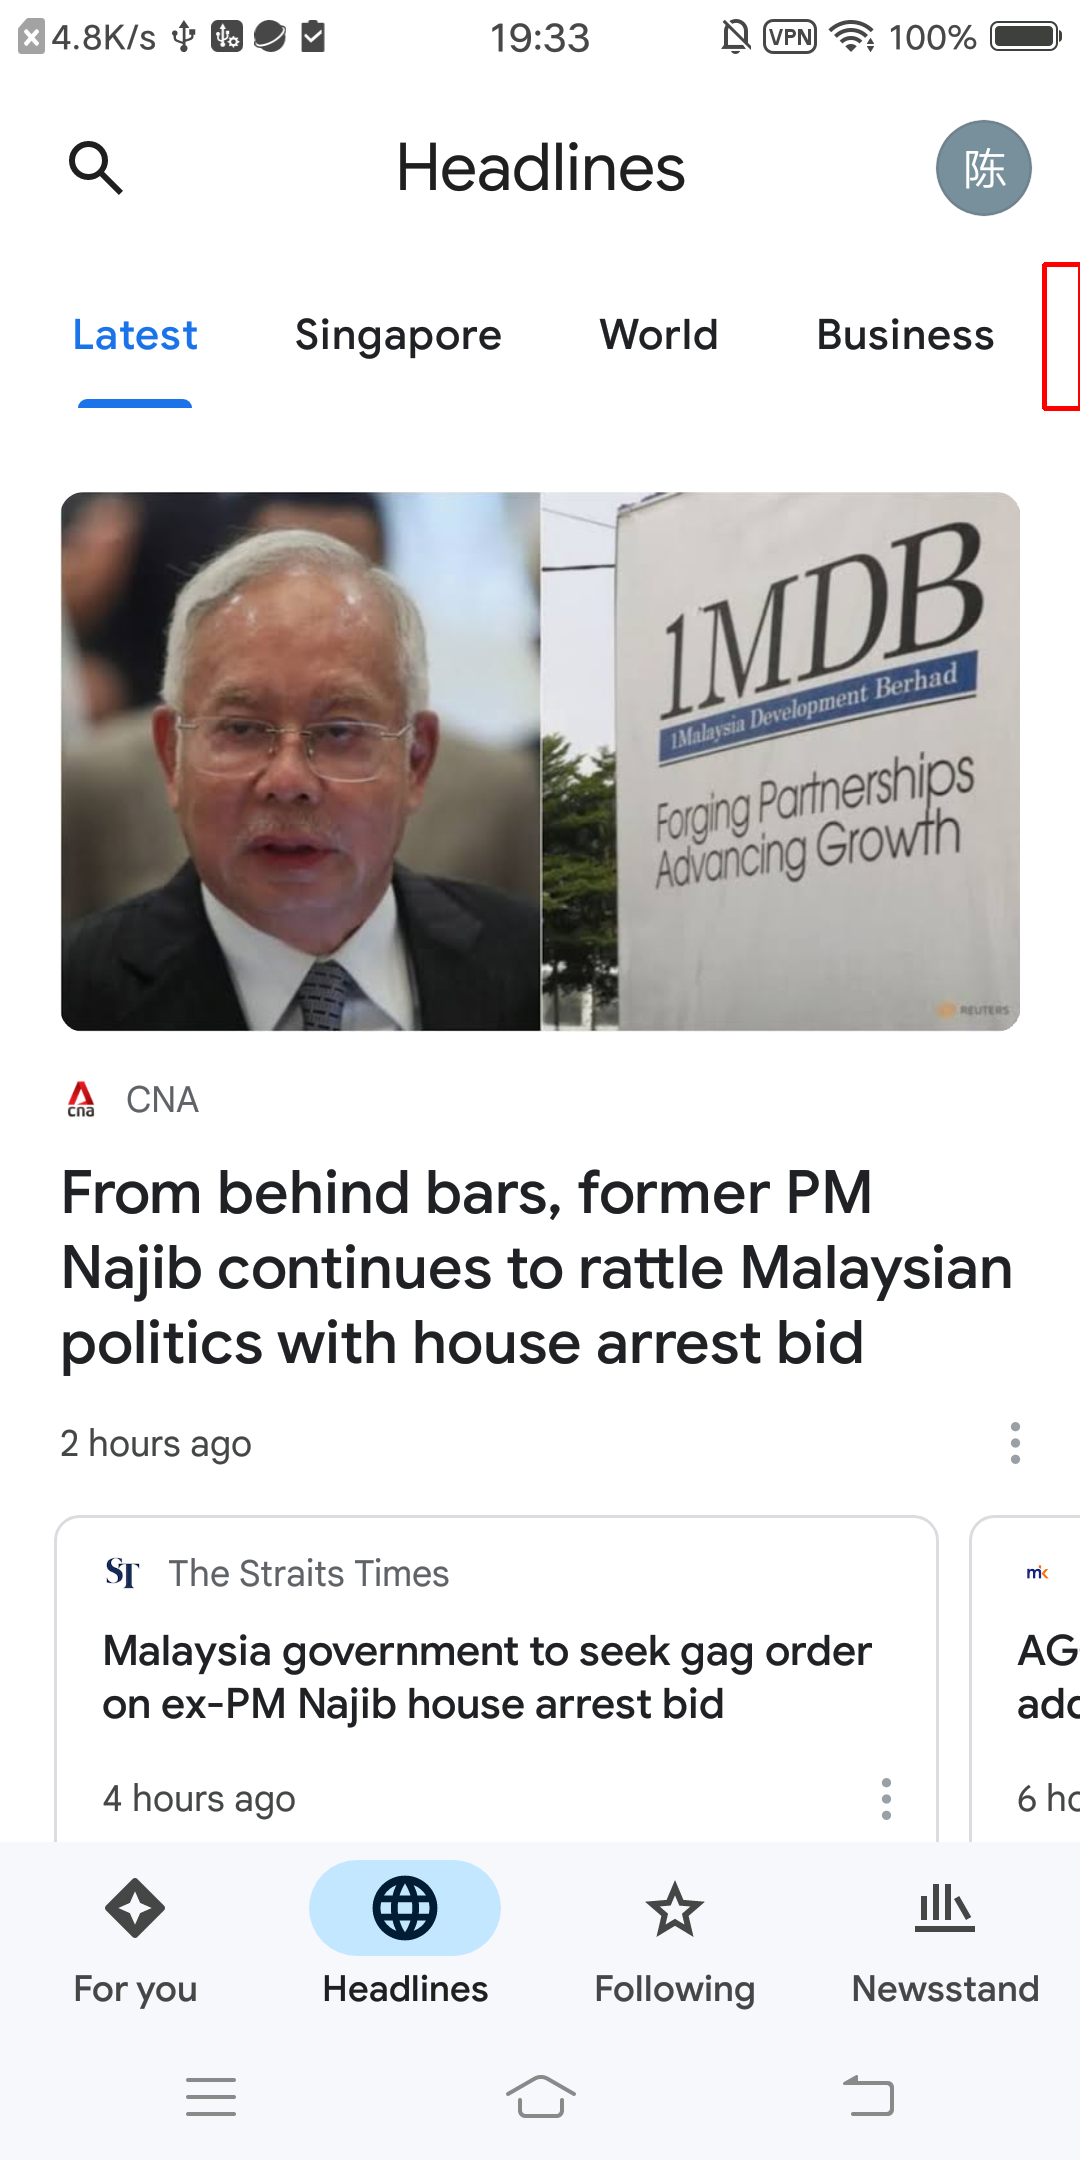 4.8K/s 19:33 VPN 100%
Headlines 陈
Latest Singapore World Business
1MDB
1Malaysia Development Berhad
Forging Partnerships
Advancing Growth
REUTERS
cna CNA
From behind bars, former PM
Najib continues to rattle Malaysian
politics with house arrest bid
2 hours ago
ST The Straits Times
Malaysia government to seek gag order
on ex-PM Najib house arrest bid
4 hours ago
mk
AG
6
For you Headlines Following Newsstand